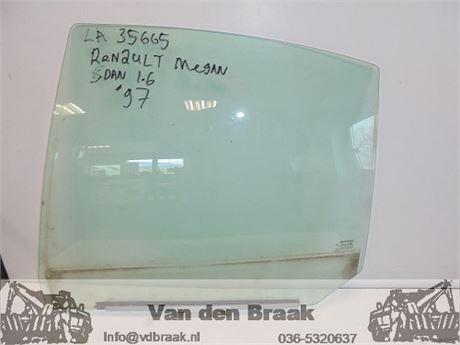 LA 35665
Renault Megan
SDAN 1.6
'97
Van den Braak
Info@vdbraak.nl
036-5320637